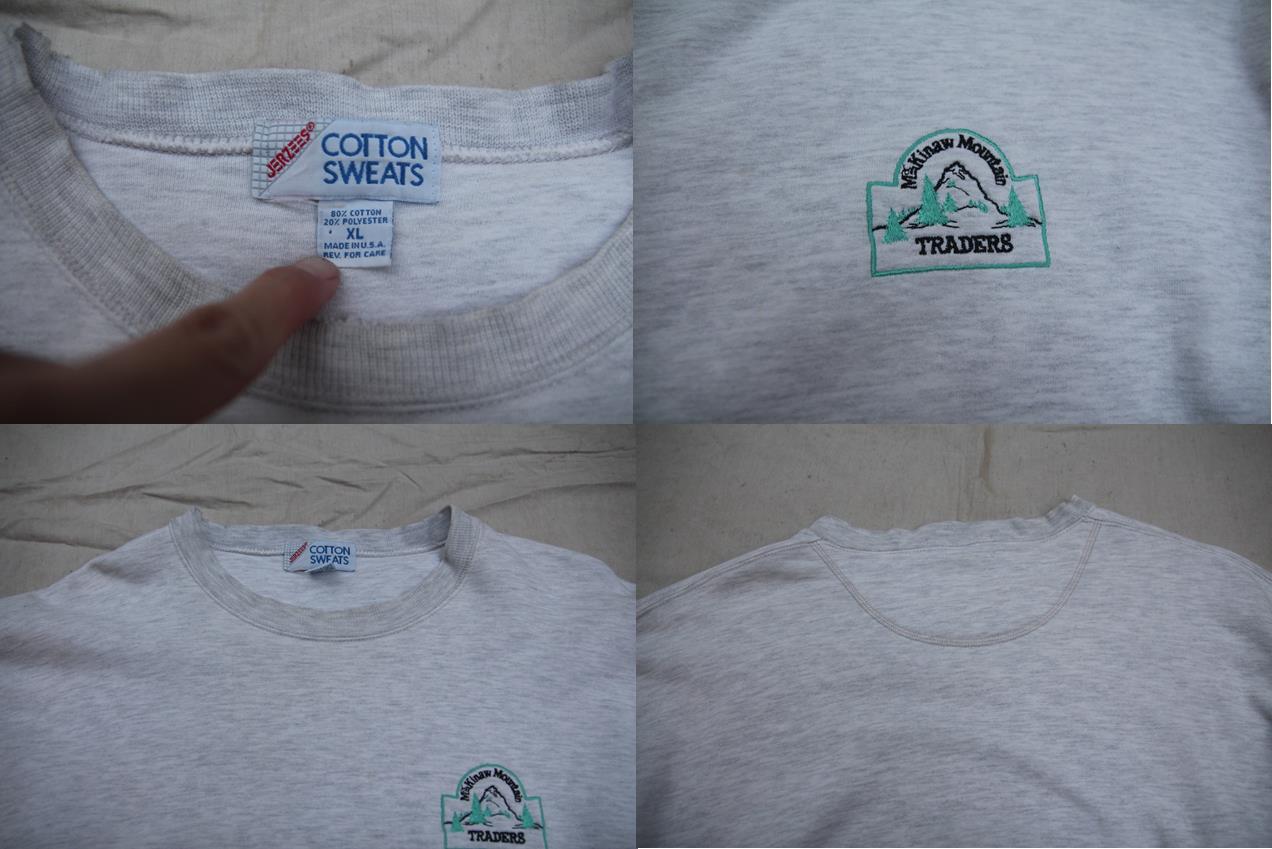 JERZEES®
COTTON
SWEATS
80% COTTON
20% POLYESTER
XL
MADE IN U.S.A.
REV. FOR CARE
McKinaw Mountain
TRADERS
JERZEES®
COTTON
SWEATS
McKinaw Mountain
TRADERS